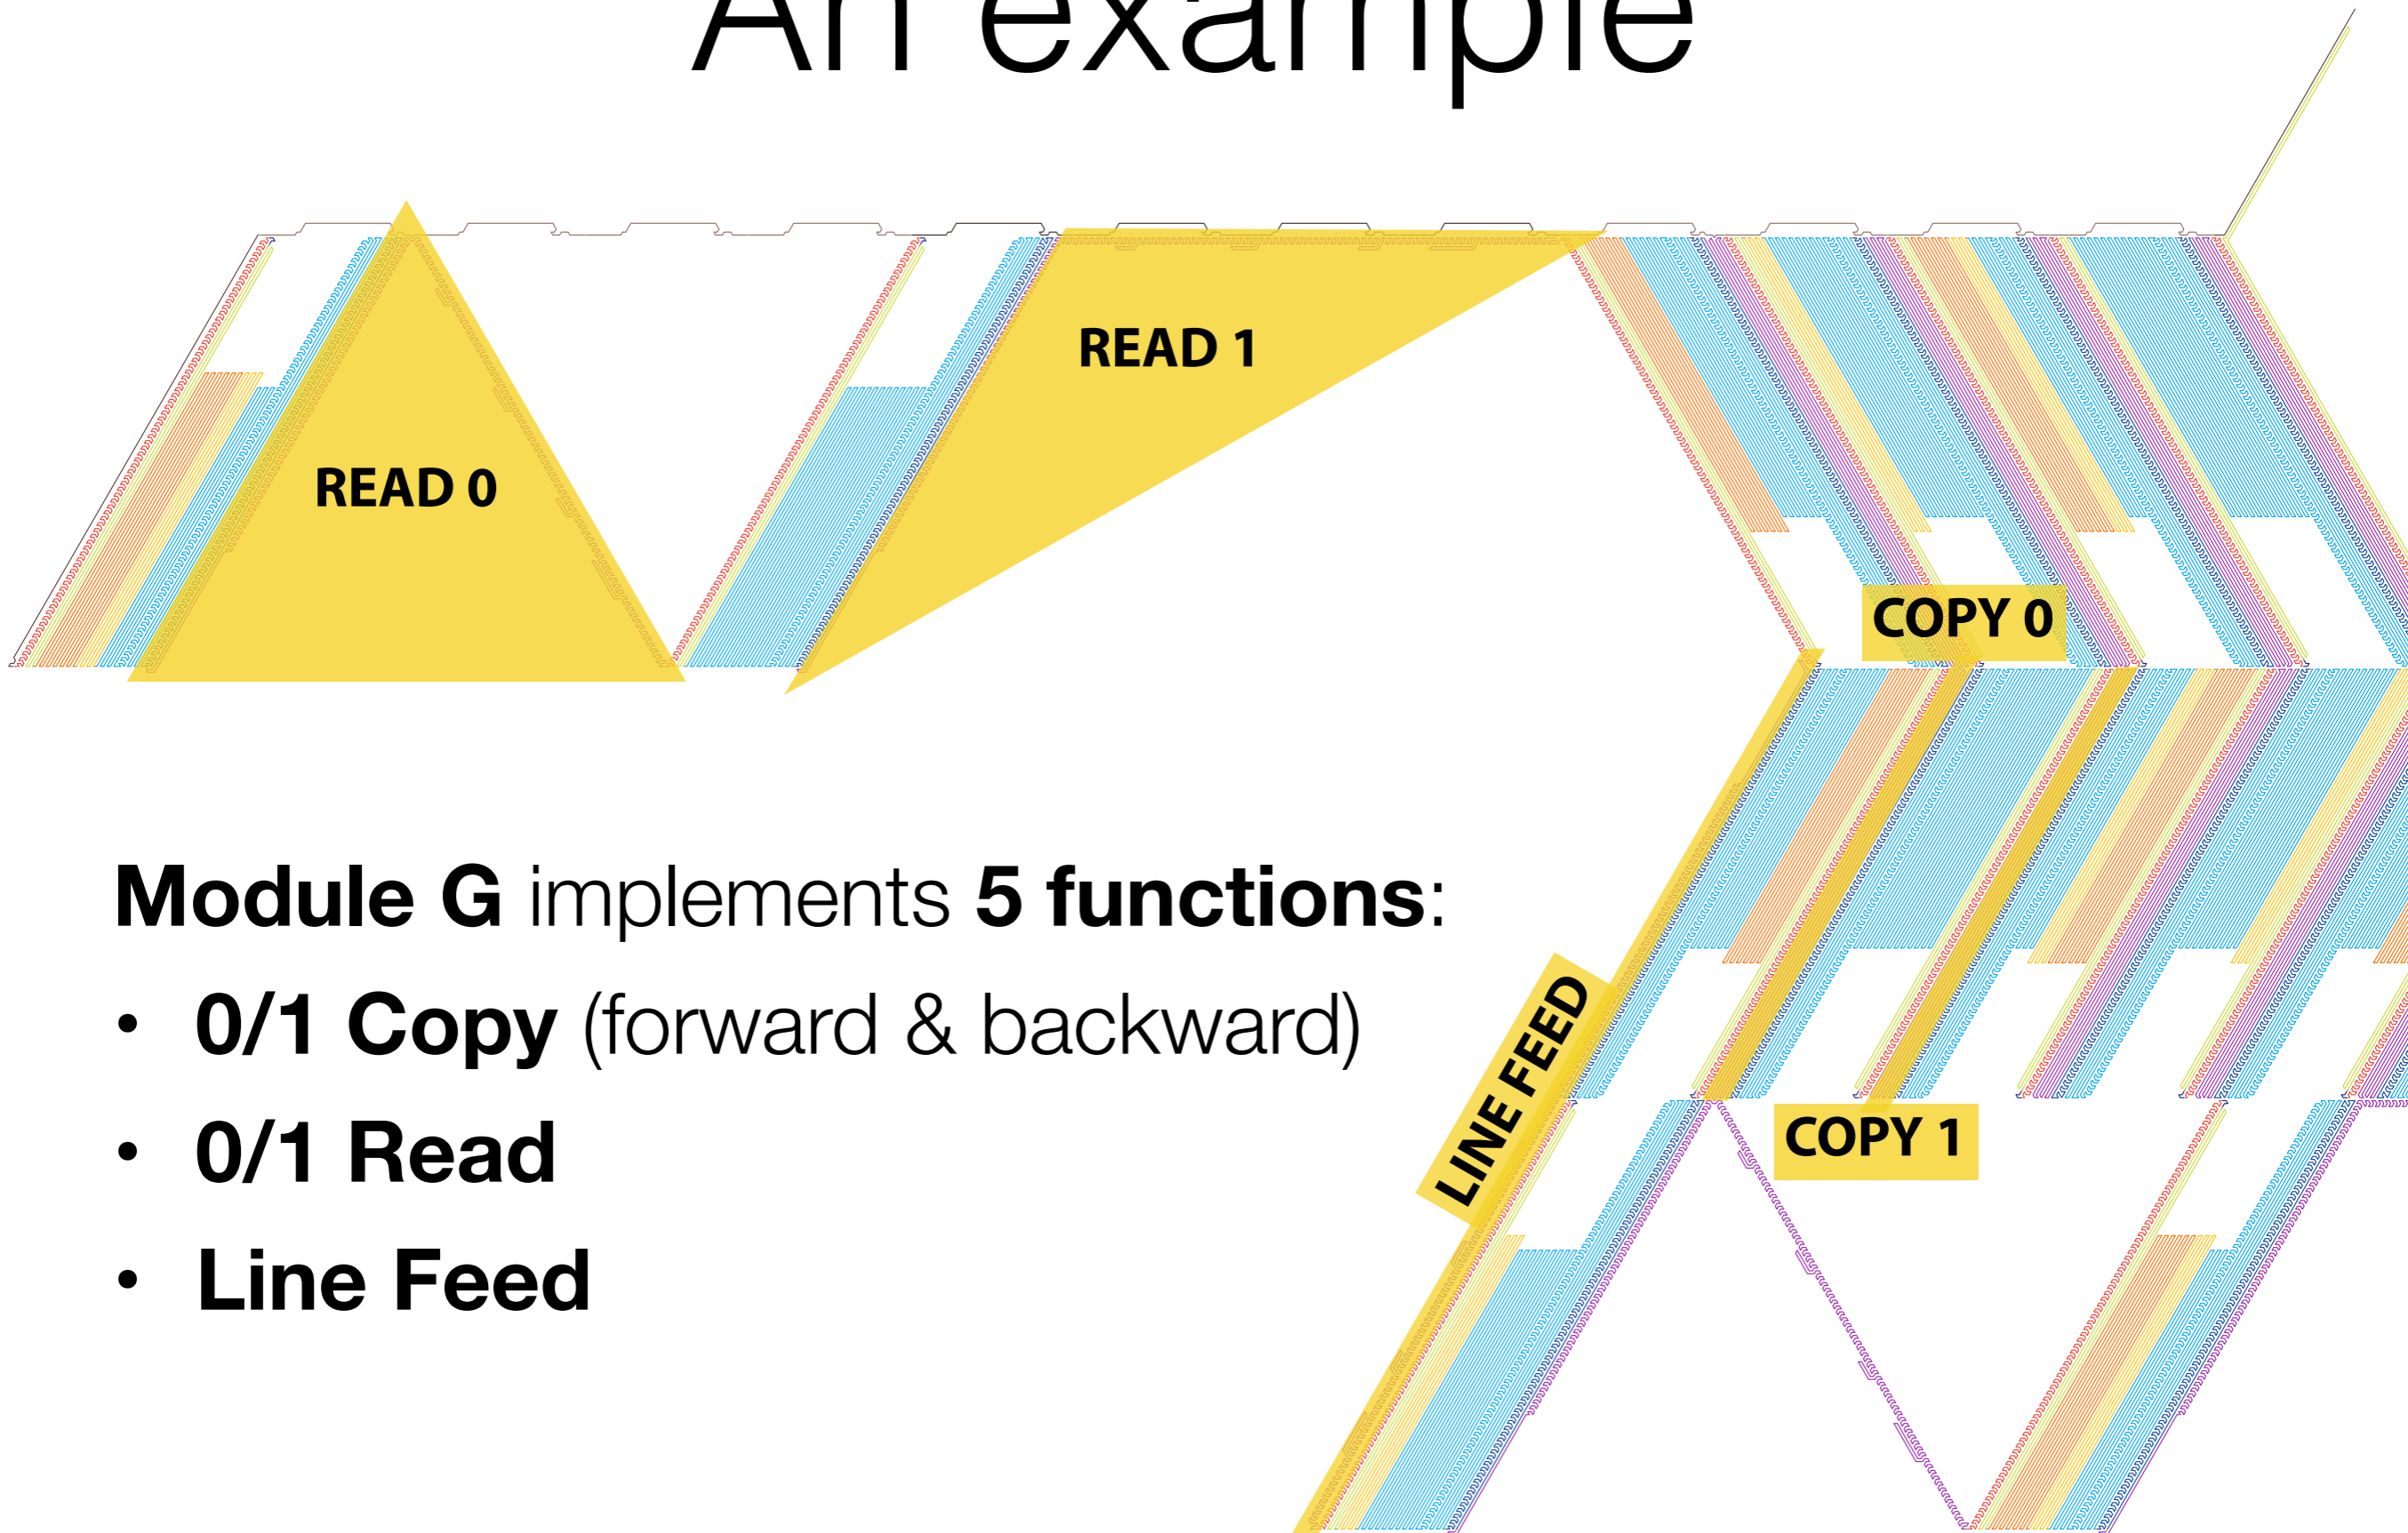 An example
READ 0
READ 1
COPY 0
Module G implements 5 functions:
• 0/1 Copy (forward & backward)
• 0/1 Read
• Line Feed
LINE FEED
COPY 1